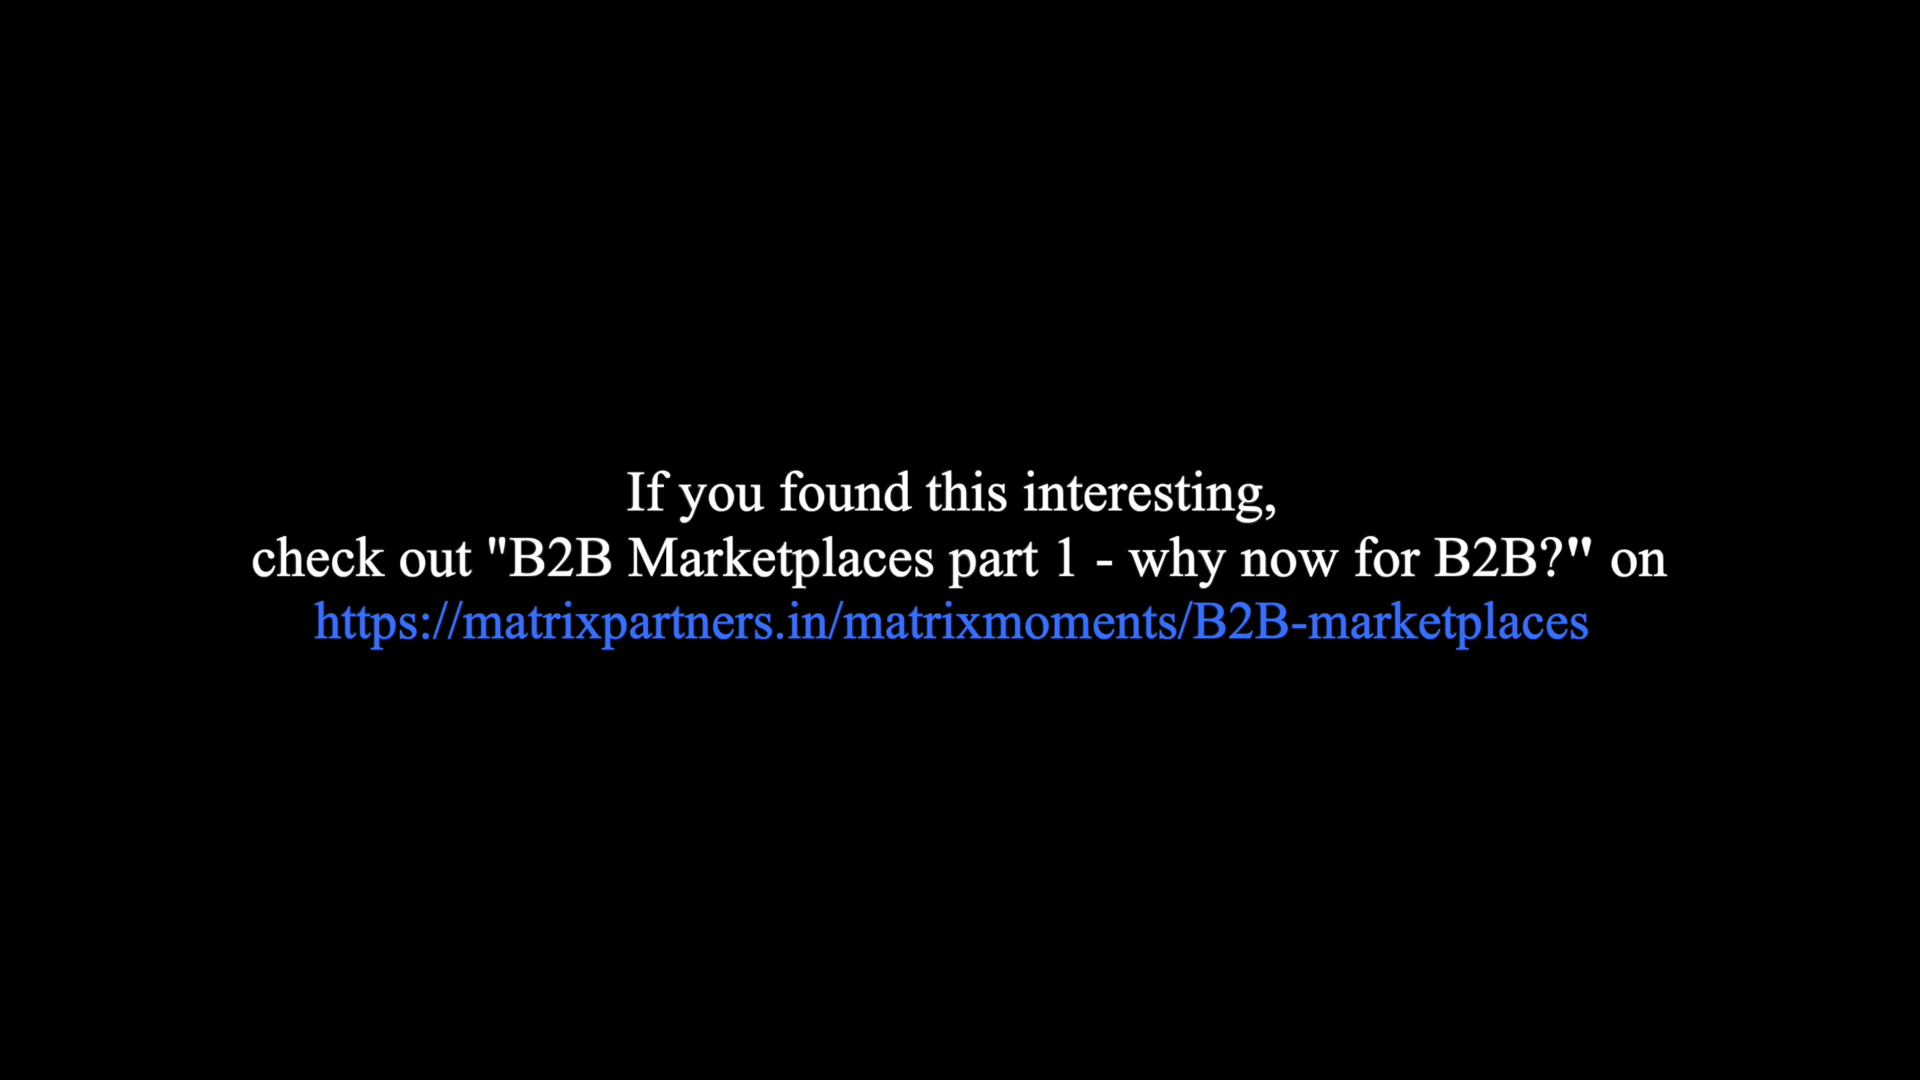 If you found this interesting,
check out "B2B Marketplaces part 1 - why now for B2B?" on
https://matrixpartners.in/matrixmoments/B2B-marketplaces